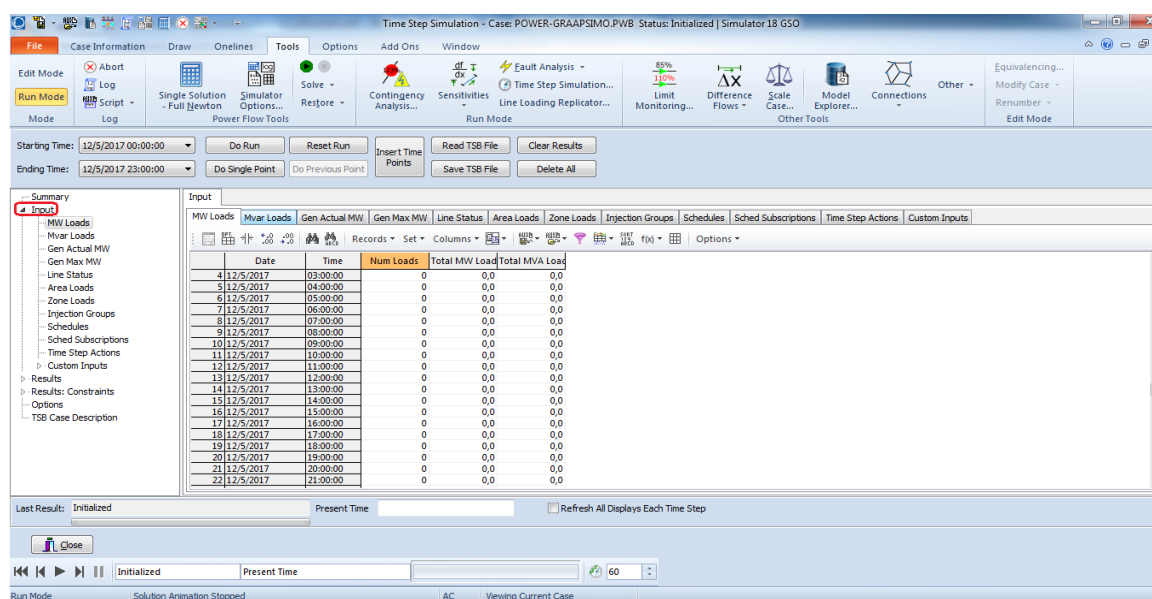 Time Step Simulation - Case: POWER-GRAAPSIMO.PWB Status: Initialized | Simulator 18 GSO
File Case Information Draw Onelines Tools Options Add Ons Window
Edit Mode
Run Mode
Mode
Abort
Log
Script
Log
Single Solution - Full Newton
Simulator Options...
Solve
Restore
Power Flow Tools
Contingency Analysis...
Sensitivities
Fault Analysis
Time Step Simulation...
Line Loading Replicator...
Run Mode
85%
110%
Limit Monitoring...
ΔX
Difference Flows
Scale Case...
Model Explorer...
Connections
Other
Other Tools
Equivalencing...
Modify Case
Renumber
Edit Mode
Starting Time: 12/5/2017 00:00:00 Do Run Reset Run Insert Time Points Read TSB File Clear Results
Ending Time: 12/5/2017 23:00:00 Do Single Point Do Previous Point Save TSB File Delete All
Summary
Input
MW Loads
Mvar Loads
Gen Actual MW
Gen Max MW
Line Status
Area Loads
Zone Loads
Injection Groups
Schedules
Sched Subscriptions
Time Step Actions
Custom Inputs
Results
Results: Constraints
Options
TSB Case Description
Input
MW Loads Mvar Loads Gen Actual MW Gen Max MW Line Status Area Loads Zone Loads Injection Groups Schedules Sched Subscriptions Time Step Actions Custom Inputs
Records Set Columns f(x) Options
Date Time Num Loads Total MW Load Total MVA Load
4 12/5/2017 03:00:00 0 0,0 0,0
5 12/5/2017 04:00:00 0 0,0 0,0
6 12/5/2017 05:00:00 0 0,0 0,0
7 12/5/2017 06:00:00 0 0,0 0,0
8 12/5/2017 07:00:00 0 0,0 0,0
9 12/5/2017 08:00:00 0 0,0 0,0
10 12/5/2017 09:00:00 0 0,0 0,0
11 12/5/2017 10:00:00 0 0,0 0,0
12 12/5/2017 11:00:00 0 0,0 0,0
13 12/5/2017 12:00:00 0 0,0 0,0
14 12/5/2017 13:00:00 0 0,0 0,0
15 12/5/2017 14:00:00 0 0,0 0,0
16 12/5/2017 15:00:00 0 0,0 0,0
17 12/5/2017 16:00:00 0 0,0 0,0
18 12/5/2017 17:00:00 0 0,0 0,0
19 12/5/2017 18:00:00 0 0,0 0,0
20 12/5/2017 19:00:00 0 0,0 0,0
21 12/5/2017 20:00:00 0 0,0 0,0
22 12/5/2017 21:00:00 0 0,0 0,0
Last Result: Initialized Present Time Refresh All Displays Each Time Step
Close
Initialized Present Time 60
Run Mode Solution Animation Stopped AC Viewing Current Case